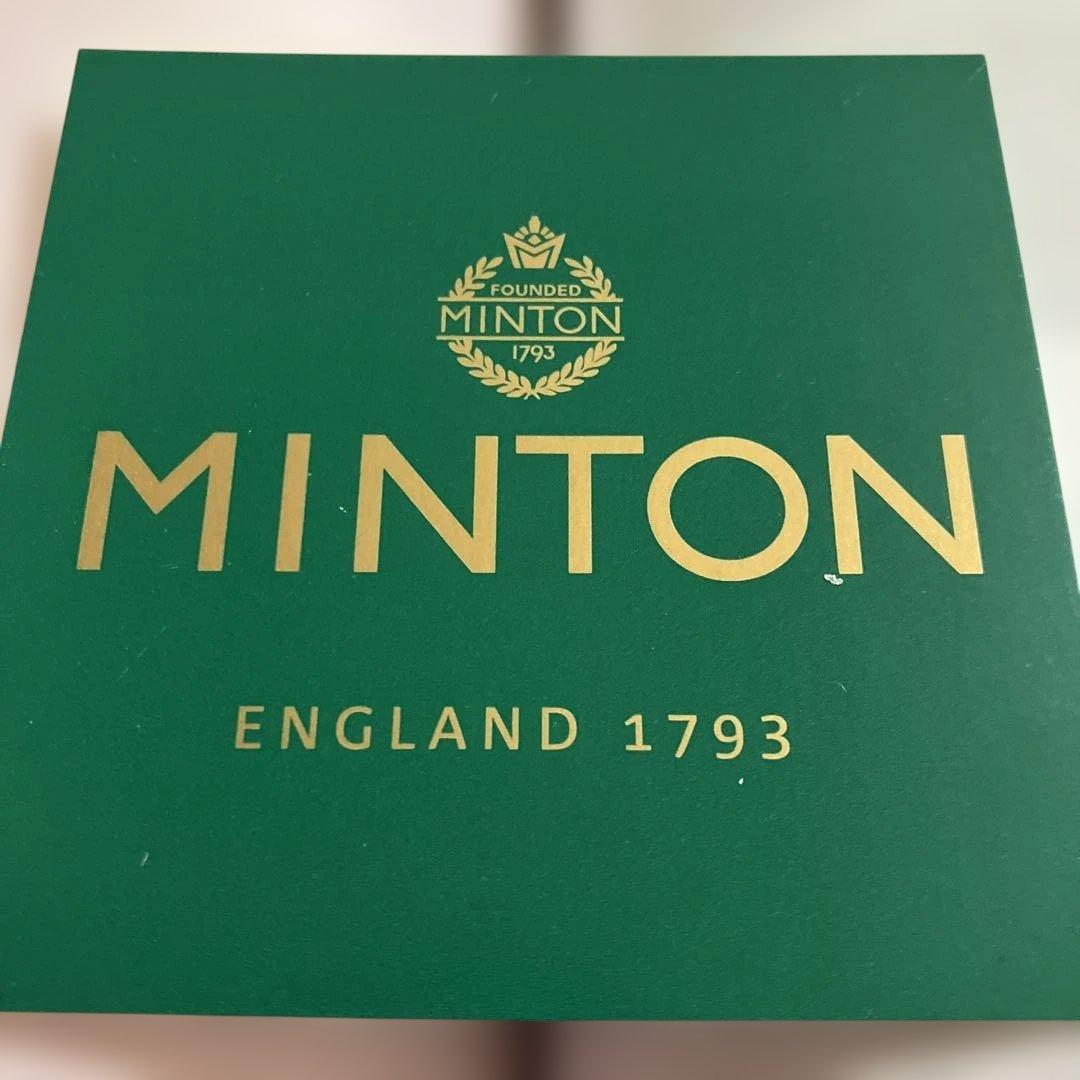 FOUNDED
MINTON
1793
MINTON
ENGLAND 1793